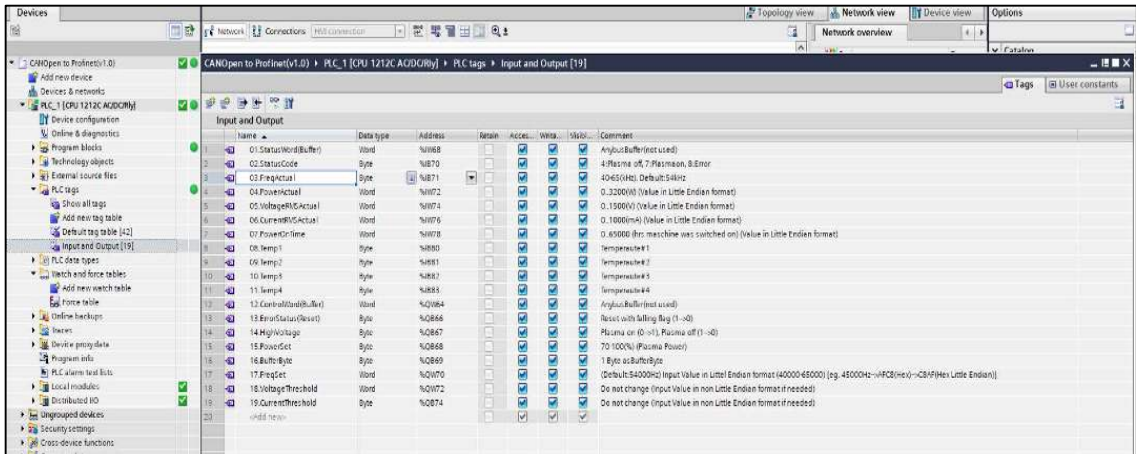 Devices
Topology view
Network view
Device view
Options
Network
Connections
HMI connection
Network overview
Catalog
CANOpen to Profinet(v1.0)
Add new device
Devices & networks
PLC_1 [CPU 1212C AC/DC/Rly]
Device configuration
Online & diagnostics
Program blocks
Technology objects
External source files
PLC tags
Show all tags
Add new tag table
Default tag table [42]
Input and Output [19]
PLC data types
Watch and force tables
Add new watch table
Force table
Online backups
Traces
Device proxy data
Program info
PLC alarm text lists
Local modules
Distributed I/O
Ungrouped devices
Security settings
Cross-device functions
CANOpen to Profinet(v1.0) PLC_1 [CPU 1212C AC/DC/Rly] PLC tags Input and Output [19]
Tags
User constants
Input and Output
Name Data type Address Retain Acces... Writa... Visibl... Comment
1 01.StatusWord(Buffer) Word %IW68 AnybusBuffer(not used)
2 02.StatusCode Byte %IB70 4:Plasma off, 7:Plasmaon, 8:Error
3 03.FreqActual Byte %IB71 40-65(kHz). Default:54kHz
4 04.PowerActual Word %IW72 0..3200(W) (Value in Little Endian format)
5 05.VoltageRMSActual Word %IW74 0..1500(V) (Value in Little Endian format)
6 06.CurrentRMSActual Word %IW76 0..1000(mA) (Value in Little Endian format)
7 07.PowerOnTime Word %IW78 0..65000 (hrs maschine was switched on) (Value in Little Endian format)
8 08.Temp1 Byte %IB80 Temperaute#1
9 09.Temp2 Byte %IB81 Temperaute#2
10 10.Temp3 Byte %IB82 Temperaute#3
11 11.Temp4 Byte %IB83 Temperaute#4
12 12.ControlWord(Buffer) Word %QW64 AnybusBuffer(not used)
13 13.ErrorStatus(Reset) Byte %QB66 Reset with falling flag (1->0)
14 14.HighVoltage Byte %QB67 Plasma on (0->1), Plasma off (1->0)
15 15.PowerSet Byte %QB68 70-100(%) (Plasma Power)
16 16.BufferByte Byte %QB69 1 Byte as BufferByte
17 17.FreqSet Word %QW70 (Default:54000Hz) Input Value in Littel Endian format (40000-65000) [eg. 45000Hz->AFC8(Hex)->C8AF(Hex Little Endian)]
18 18.VoltageThreshold Word %QW72 Do not change (Input Value in non Little Endian format if needed)
19 19.CurrentThreshold Byte %QB74 Do not change (Input Value in non Little Endian format if needed)
20 <Add new>